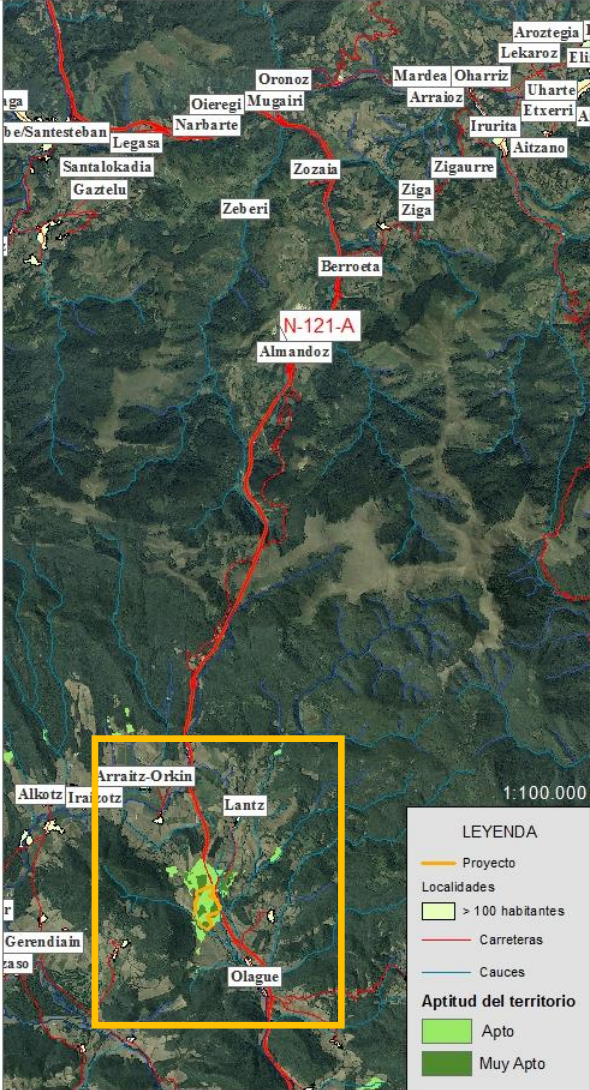 Aroztegia
Lekaroz
Eli
Oronoz
Mardea
Oharriz
Uharte
aga
Oieregi
Mugairi
Arraioz
Etxerri
A
be/Santesteban
Legasa
Narbarte
Irurita
Aitzano
Santalokadia
Zozaia
Zigaurre
Gaztelu
Ziga
Zeberi
Ziga
Berroeta
N-121-A
Almandoz
Arraitz-Orkin
1:100.000
Alkotz
Iraizotz
Lantz
r
Gerendiain
zaso
Olague
LEYENDA
Proyecto
Localidades
> 100 habitantes
Carreteras
Cauces
Aptitud del territorio
Apto
Muy Apto